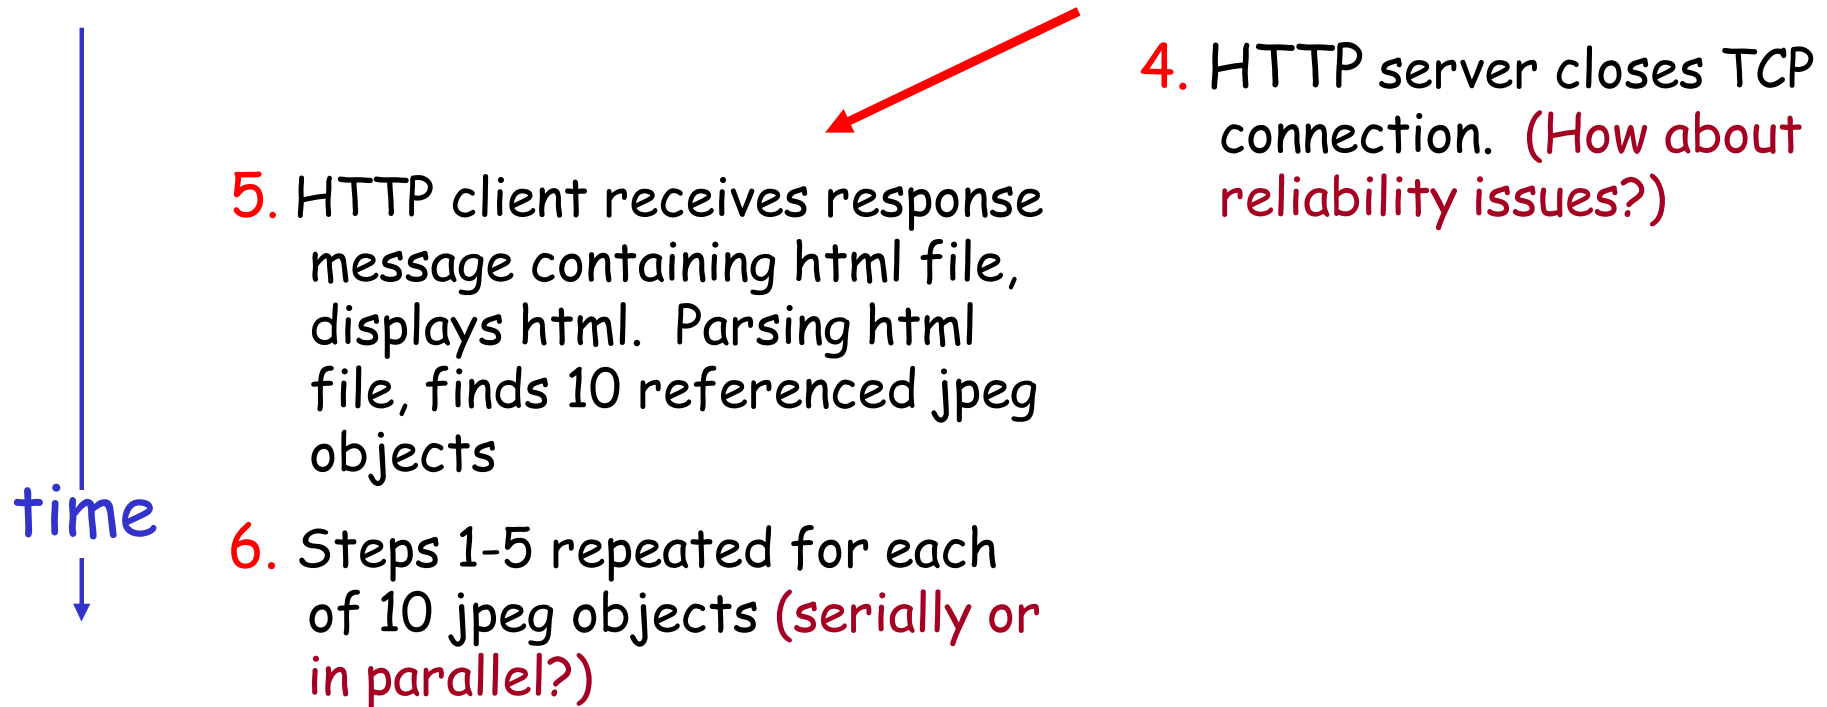 4. HTTP server closes TCP
connection. (How about
reliability issues?)
5. HTTP client receives response
message containing html file,
displays html. Parsing html
file, finds 10 referenced jpeg
objects
time
6. Steps 1-5 repeated for each
of 10 jpeg objects (serially or
in parallel?)